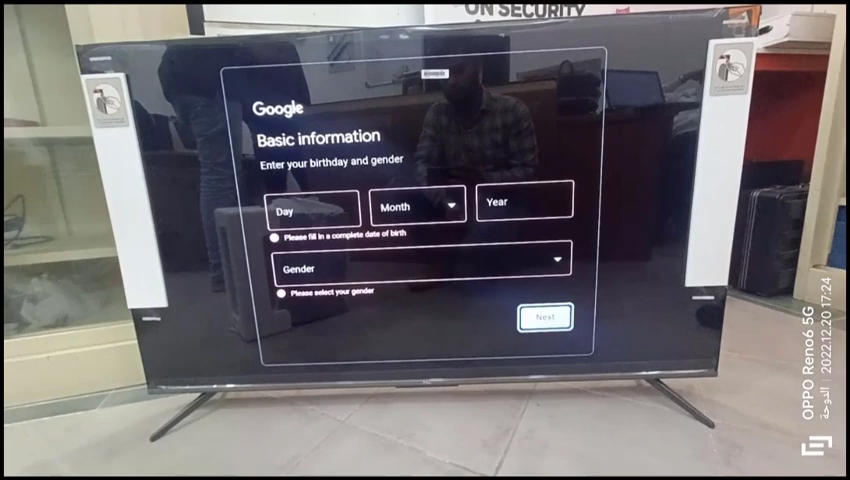 ON SECURITY
Google
Basic information
Enter your birthday and gender
Day
Month
Year
Please fill in a complete date of birth
Gender
Please select your gender
Next
OPPO Reno6 5G
الدوحة | 2022.12.20 17:24